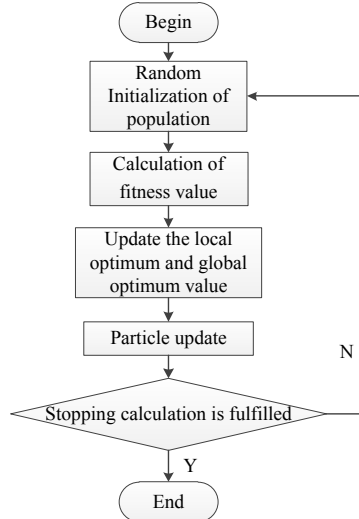 Begin
Random
Initialization of
population
Calculation of
fitness value
Update the local
optimum and global
optimum value
Particle update
N
Stopping calculation is fulfilled
Y
End